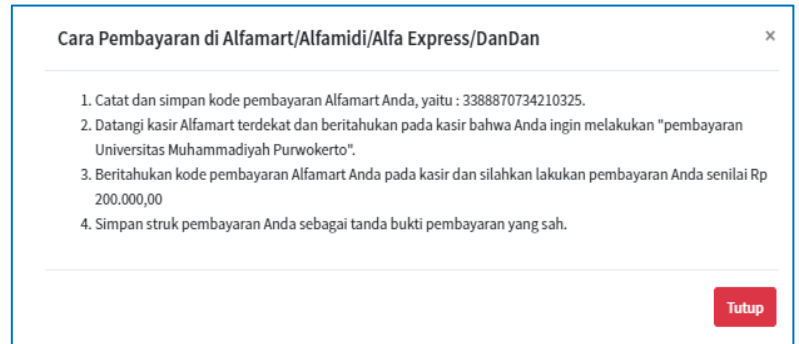 Cara Pembayaran di Alfamart/Alfamidi/Alfa Express/DanDan ×
1. Catat dan simpan kode pembayaran Alfamart Anda, yaitu : 3388870734210325.
2. Datangi kasir Alfamart terdekat dan beritahukan pada kasir bahwa Anda ingin melakukan "pembayaran
Universitas Muhammadiyah Purwokerto".
3. Beritahukan kode pembayaran Alfamart Anda pada kasir dan silahkan lakukan pembayaran Anda senilai Rp
200.000,00
4. Simpan struk pembayaran Anda sebagai tanda bukti pembayaran yang sah.
Tutup